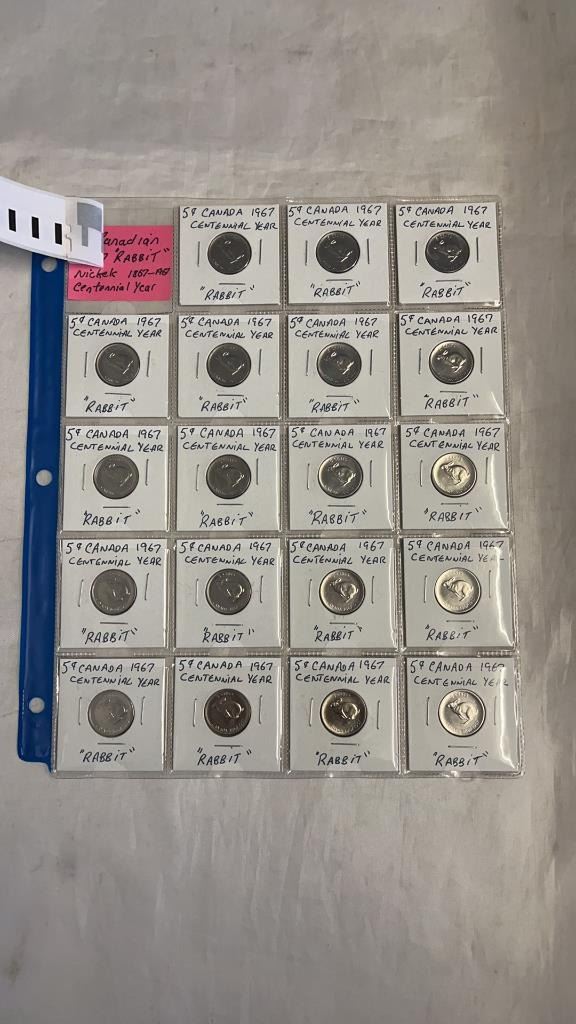 Canadian
"RABBIT"
Nickel 1867-1967
Centennial Year
5¢ CANADA 1967
CENTENNIAL YEAR
"RABBIT"
5¢ CANADA 1967
CENTENNIAL YEAR
"RABBIT"
5¢ CANADA 1967
CENTENNIAL YEAR
"RABBIT"
5¢ CANADA 1967
CENTENNIAL YEAR
"RABBIT"
5¢ CANADA 1967
CENTENNIAL YEAR
"RABBIT"
5¢ CANADA 1967
CENTENNIAL YEAR
"RABBIT"
5¢ CANADA 1967
CENTENNIAL YEAR
"RABBIT"
5¢ CANADA 1967
CENTENNIAL YEAR
"RABBIT"
5¢ CANADA 1967
CENTENNIAL YEAR
"RABBIT"
5¢ CANADA 1967
CENTENNIAL YEAR
"RABBIT"
5¢ CANADA 1967
CENTENNIAL YEAR
"RABBIT"
5¢ CANADA 1967
CENTENNIAL YEAR
"RABBIT"
5¢ CANADA 1967
CENTENNIAL YEAR
"RABBIT"
5¢ CANADA 1967
CENTENNIAL YEAR
"RABBIT"
5¢ CANADA 1967
CENTENNIAL YEAR
"RABBIT"
5¢ CANADA 1967
CENTENNIAL YEAR
"RABBIT"
5¢ CANADA 1967
CENTENNIAL YEAR
"RABBIT"
5¢ CANADA 1967
CENTENNIAL YEAR
"RABBIT"
5¢ CANADA 1967
CENTENNIAL YEAR
"RABBIT"